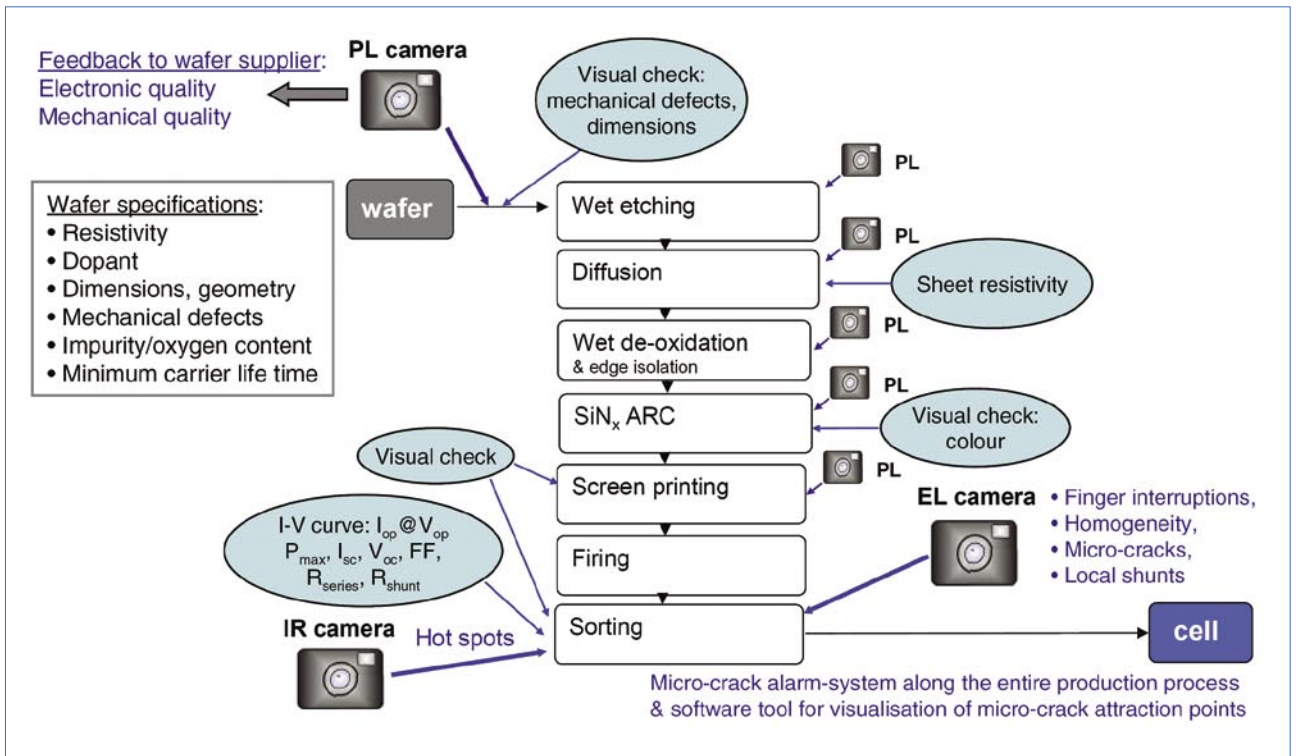 Feedback to wafer supplier:
Electronic quality
Mechanical quality
PL camera
Visual check:
mechanical defects,
dimensions
Wafer specifications:
• Resistivity
• Dopant
• Dimensions, geometry
• Mechanical defects
• Impurity/oxygen content
• Minimum carrier life time
wafer
Wet etching
PL
Diffusion
PL
Sheet resistivity
Wet de-oxidation
& edge isolation
PL
SiNx ARC
PL
Visual check:
colour
Visual check
Screen printing
PL
I-V curve: Iop@Vop
Pmax, Isc, Voc, FF,
Rseries, Rshunt
Firing
EL camera
• Finger interruptions,
• Homogeneity,
• Micro-cracks,
• Local shunts
IR camera
Hot spots
Sorting
cell
Micro-crack alarm-system along the entire production process
& software tool for visualisation of micro-crack attraction points